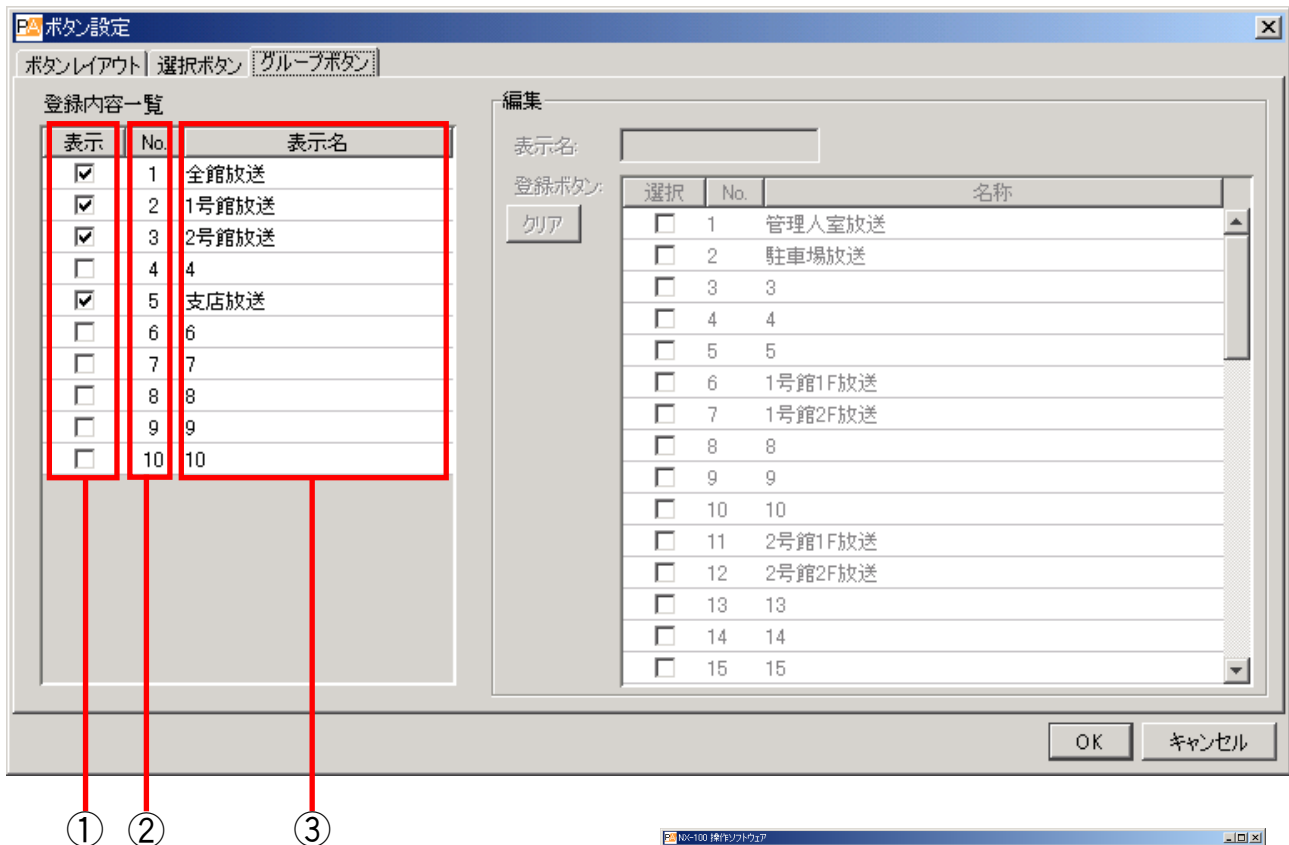 PA ボタン設定
ボタンレイアウト 選択ボタン グループボタン
登録内容一覧
表示 No. 表示名
1 全館放送
2 1号館放送
3 2号館放送
4 4
5 支店放送
6 6
7 7
8 8
9 9
10 10
① ② ③
編集
表示名:
登録ボタン:
クリア
選択 No. 名称
1 管理人室放送
2 駐車場放送
3 3
4 4
5 5
6 1号館1F放送
7 1号館2F放送
8 8
9 9
10 10
11 2号館1F放送
12 2号館2F放送
13 13
14 14
15 15
OK キャンセル
PA NX-100 操作ソフトウェア